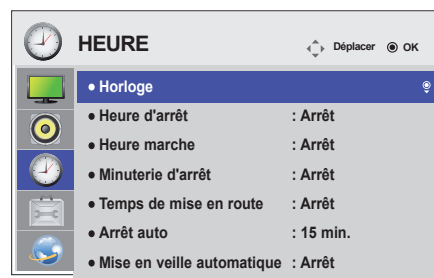 HEURE
Déplacer OK
● Horloge
● Heure d'arrêt : Arrêt
● Heure marche : Arrêt
● Minuterie d'arrêt : Arrêt
● Temps de mise en route : Arrêt
● Arrêt auto : 15 min.
● Mise en veille automatique : Arrêt